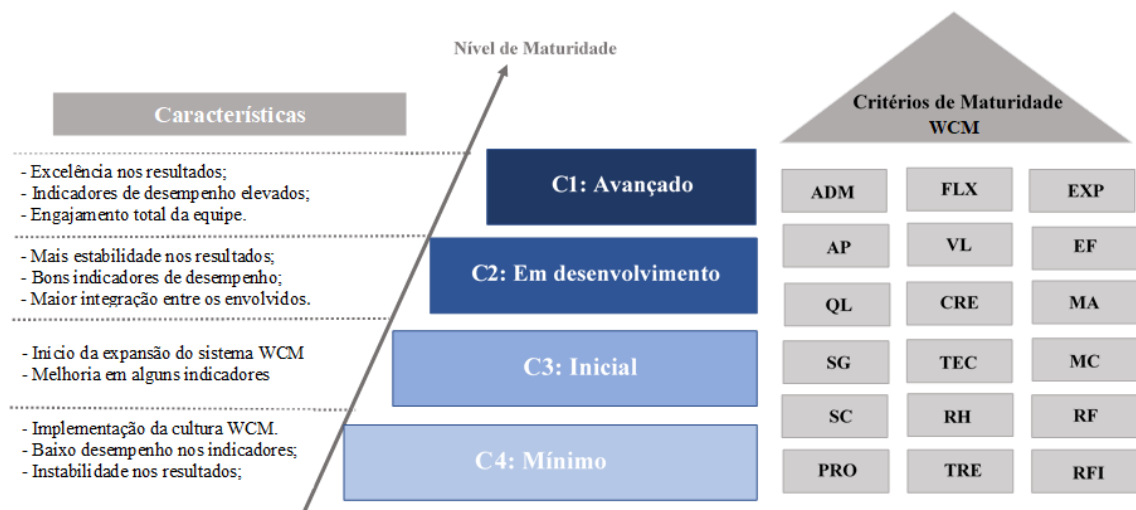 Nível de Maturidade
Características
- Excelência nos resultados;
- Indicadores de desempenho elevados;
- Engajamento total da equipe.
- Mais estabilidade nos resultados;
- Bons indicadores de desempenho;
- Maior integração entre os envolvidos.
- Inicio da expansão do sistema WCM
- Melhoria em alguns indicadores
- Implementação da cultura WCM.
- Baixo desempenho nos indicadores;
- Instabilidade nos resultados;
C1: Avançado
C2: Em desenvolvimento
C3: Inicial
C4: Mínimo
Critérios de Maturidade
WCM
ADM FLX EXP
AP VL EF
QL CRE MA
SG TEC MC
SC RH RF
PRO TRE RFI